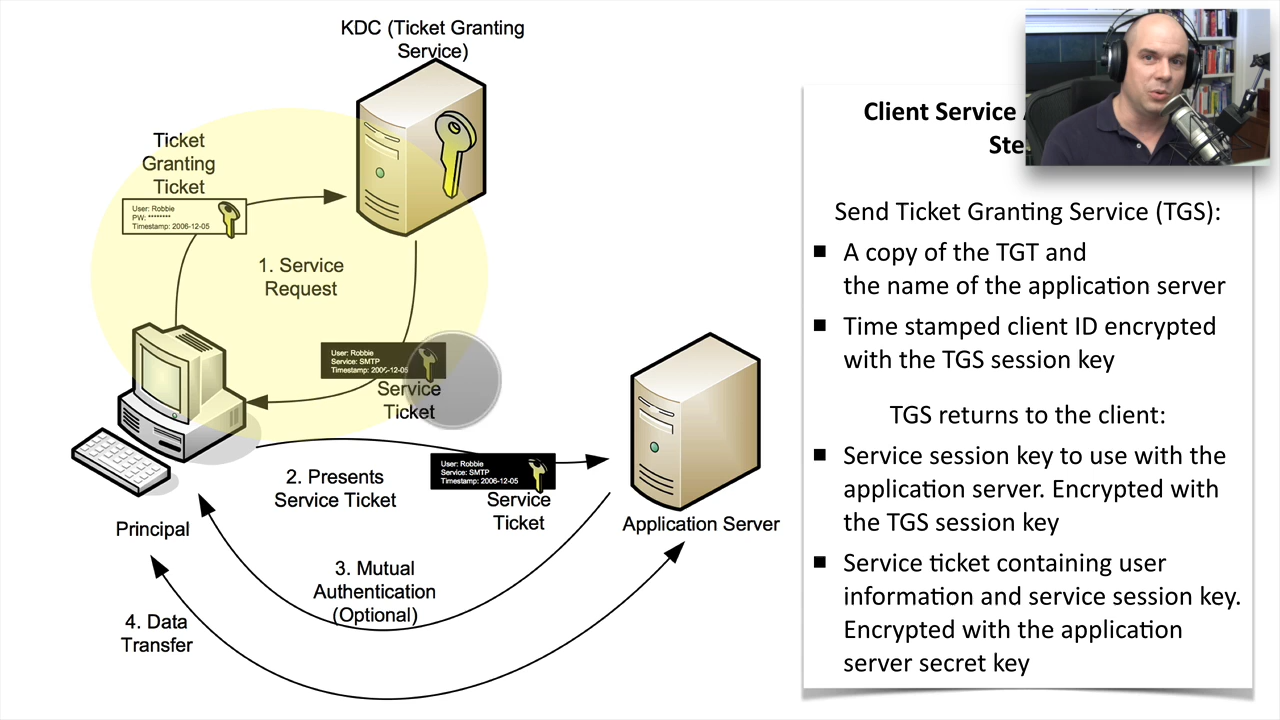 KDC (Ticket Granting
Service)
Ticket
Granting
Ticket
User: Robbie
PW: ********
Timestamp: 2006-12-05
1. Service
Request
User: Robbie
Service: SMTP
Timestamp: 2006-12-05
Service
Ticket
2. Presents
Service Ticket
User: Robbie
Service: SMTP
Timestamp: 2006-12-05
Service
Ticket
Principal
Application Server
3. Mutual
Authentication
(Optional)
4. Data
Transfer
Client Service
Send Ticket Granting Service (TGS):
■ A copy of the TGT and
the name of the application server
■ Time stamped client ID encrypted
with the TGS session key
TGS returns to the client:
■ Service session key to use with the
application server. Encrypted with
the TGS session key
■ Service ticket containing user
information and service session key.
Encrypted with the application
server secret key